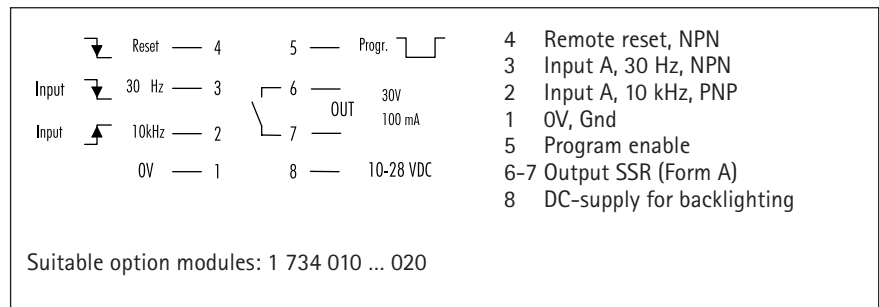 Reset 4 5 Progr.
Input 30 Hz 3 6 30V
OUT
100 mA
Input 10kHz 2 7
0V 1 8 10-28 VDC
4 Remote reset, NPN
3 Input A, 30 Hz, NPN
2 Input A, 10 kHz, PNP
1 0V, Gnd
5 Program enable
6-7 Output SSR (Form A)
8 DC-supply for backlighting
Suitable option modules: 1 734 010 ... 020